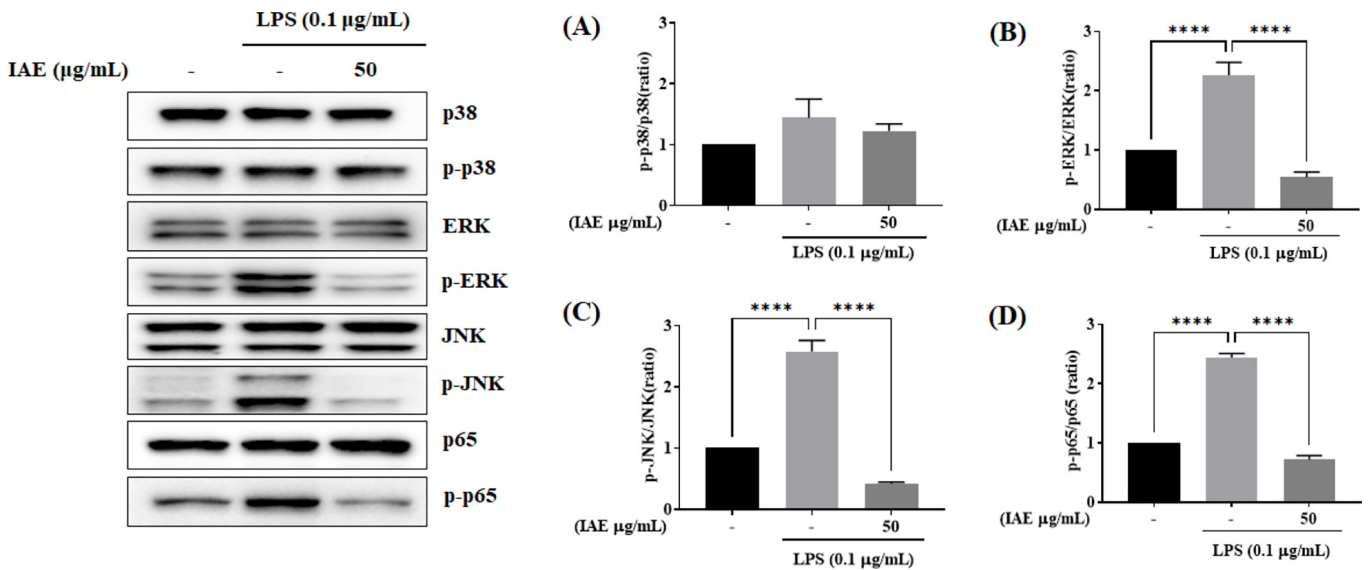 LPS (0.1 µg/mL)
IAE (µg/mL) - - 50
p38
p-p38
ERK
p-ERK
JNK
p-JNK
p65
p-p65
(A)
p-p38/p38(ratio)
3
2
1
0
(IAE µg/mL) - - 50
LPS (0.1 µg/mL)
(B)
**** ****
p-ERK/ERK(ratio)
3
2
1
0
(IAE µg/mL) - - 50
LPS (0.1 µg/mL)
(C)
**** ****
p-JNK/JNK(ratio)
3
2
1
0
(IAE µg/mL) - - 50
LPS (0.1 µg/mL)
(D)
**** ****
p-p65/p65 (ratio)
3
2
1
0
(IAE µg/mL) - - 50
LPS (0.1 µg/mL)